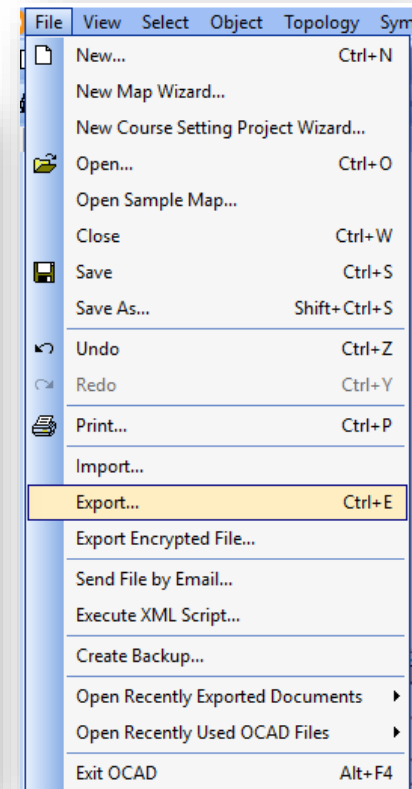 File View Select Object Topology Sym
New... Ctrl+N
New Map Wizard...
New Course Setting Project Wizard...
Open... Ctrl+O
Open Sample Map...
Close Ctrl+W
Save Ctrl+S
Save As... Shift+Ctrl+S
Undo Ctrl+Z
Redo Ctrl+Y
Print... Ctrl+P
Import...
Export... Ctrl+E
Export Encrypted File...
Send File by Email...
Execute XML Script...
Create Backup...
Open Recently Exported Documents
Open Recently Used OCAD Files
Exit OCAD Alt+F4